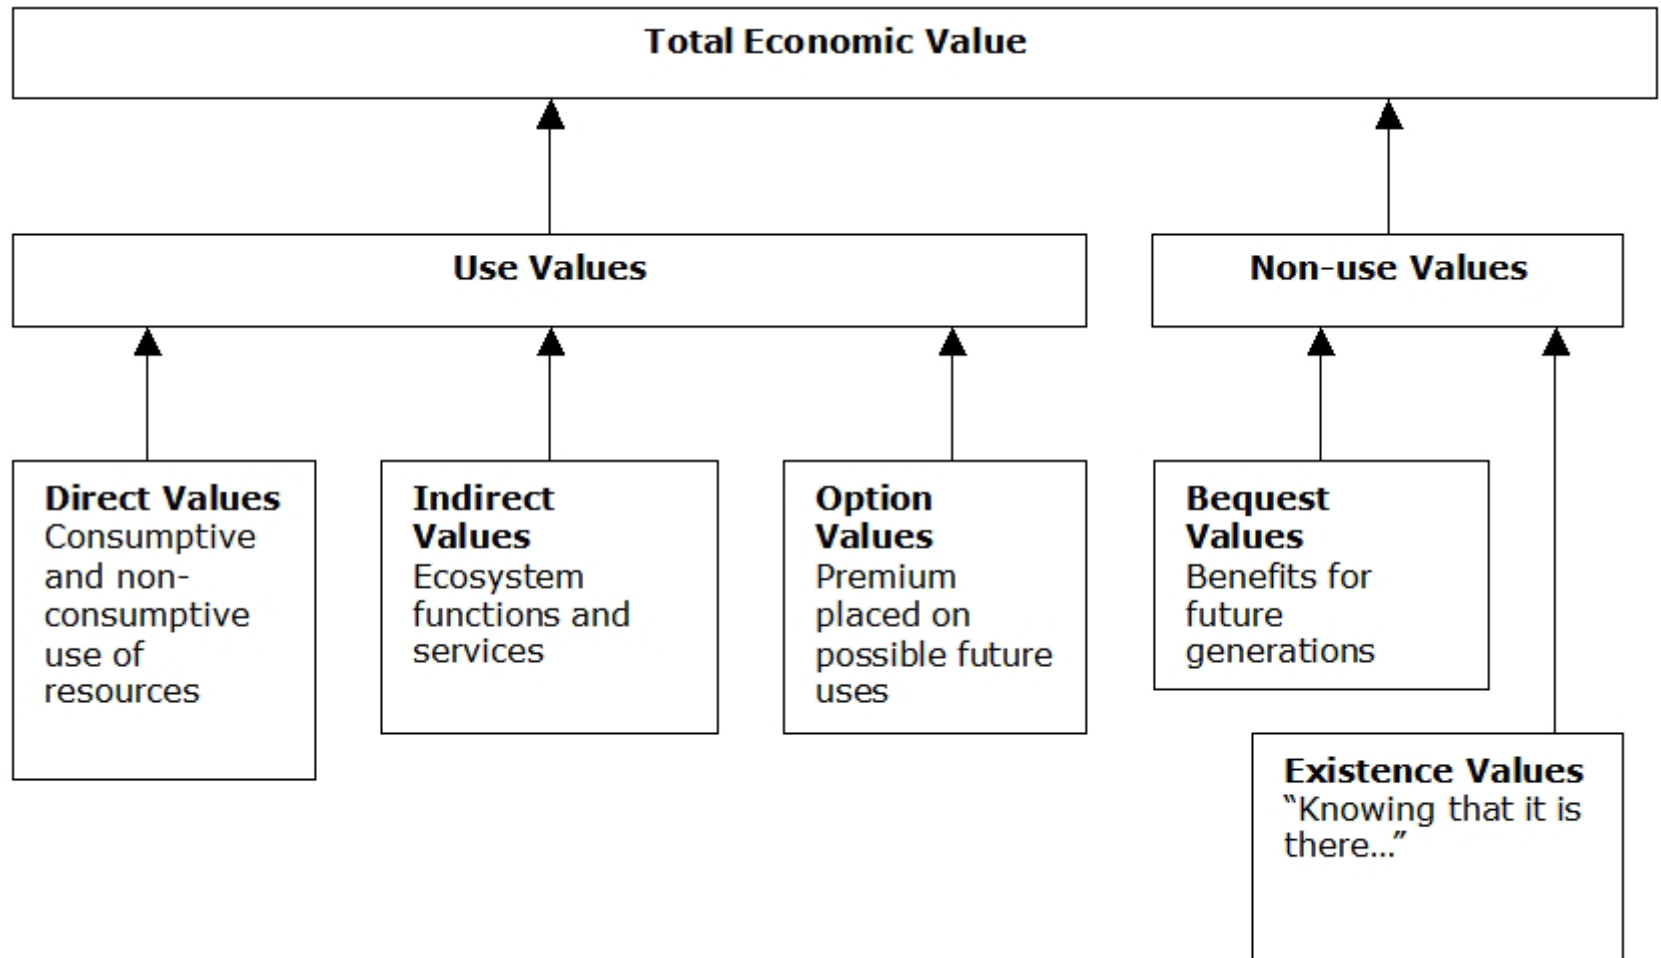 Total Economic Value
Use Values
Non-use Values
Direct Values
Consumptive
and non-
consumptive
use of
resources
Indirect
Values
Ecosystem
functions and
services
Option
Values
Premium
placed on
possible future
uses
Bequest
Values
Benefits for
future
generations
Existence Values
“Knowing that it is
there…”